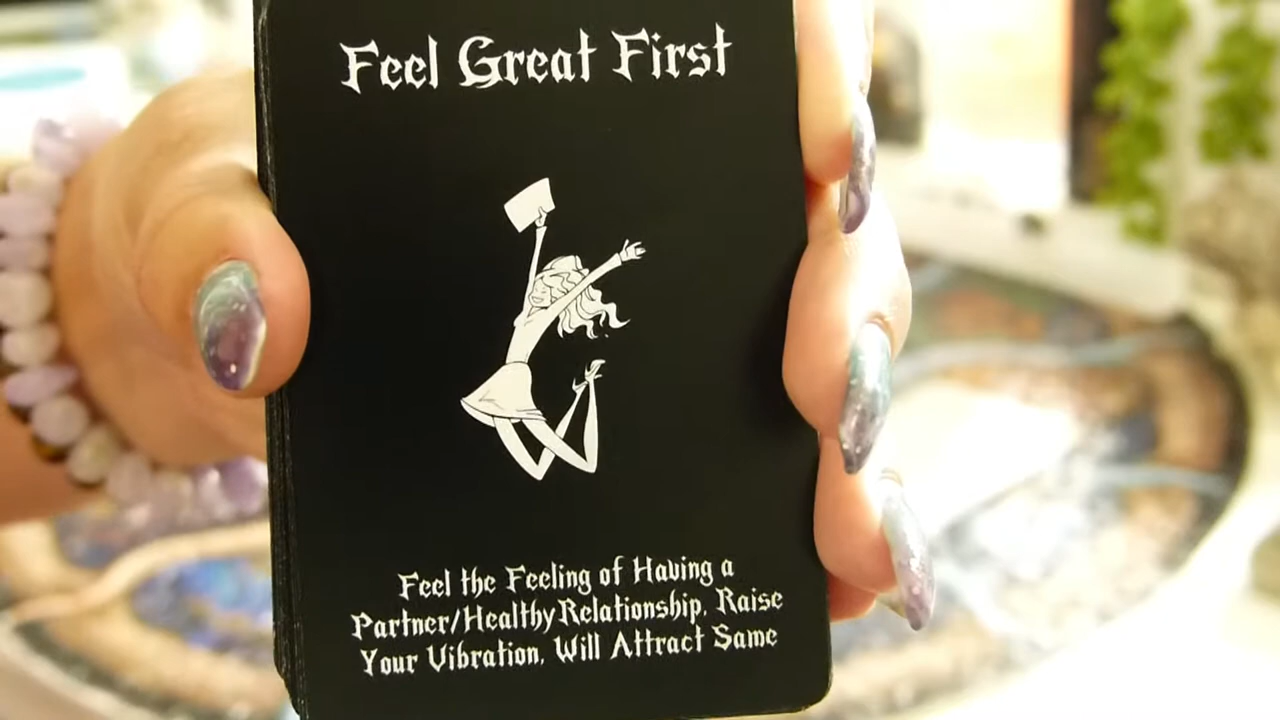 Feel Great First
Feel the Feeling of Having a
Partner/Healthy Relationship, Raise
Your Vibration, Will Attract Same